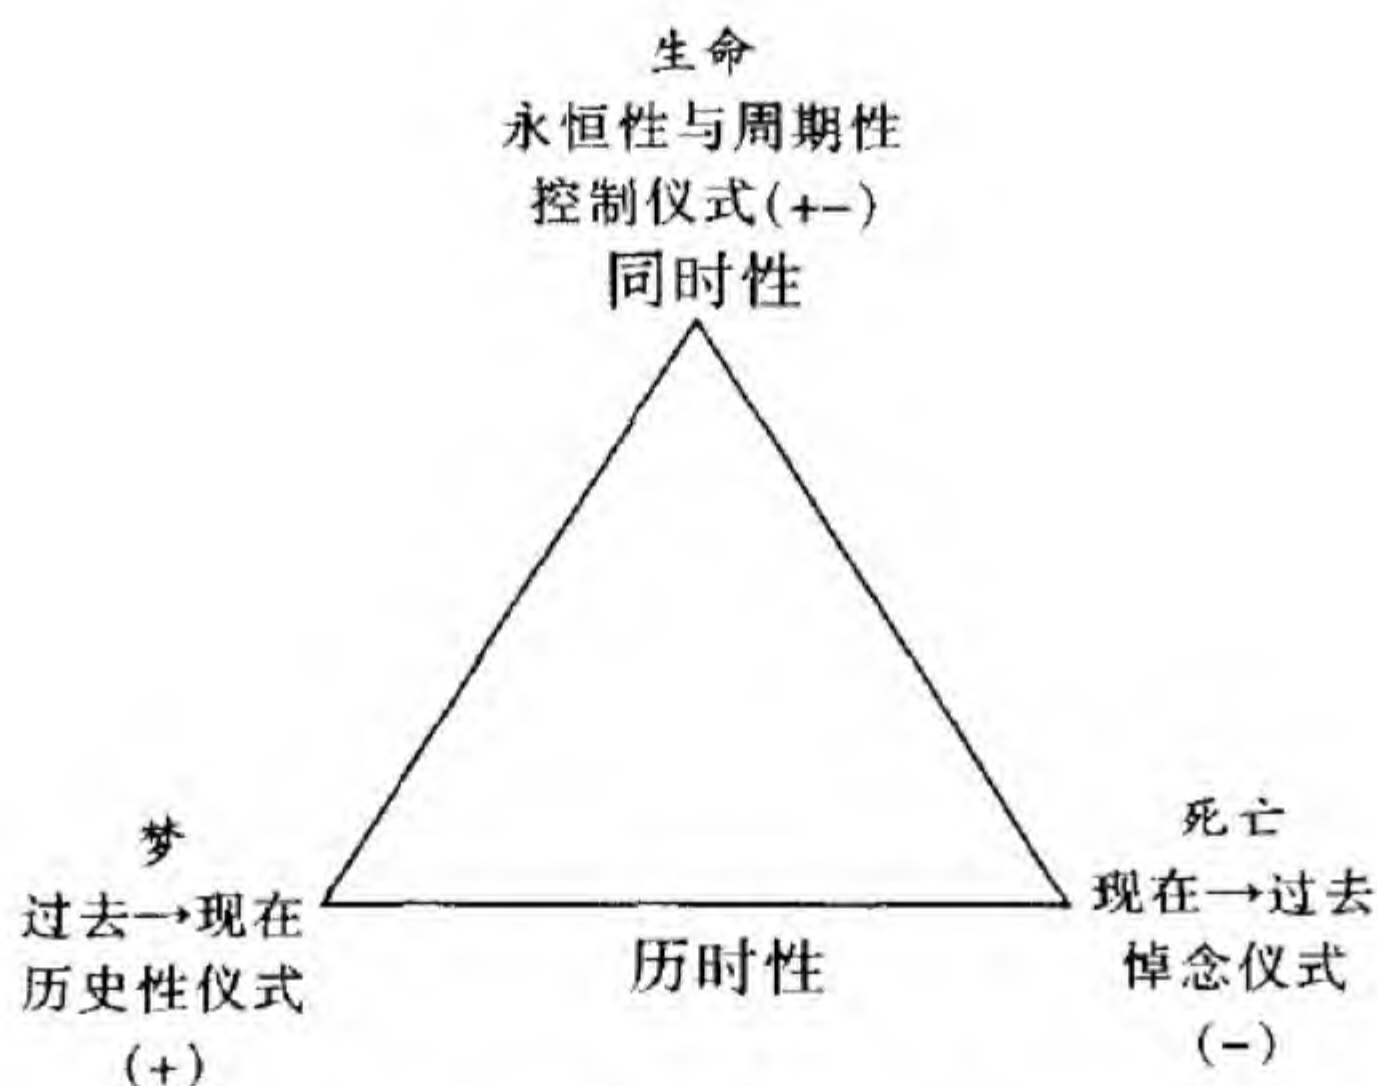 生命
永恒性与周期性
控制仪式(+−)
同时性
梦
过去→现在
历史性仪式
(+)
历时性
死亡
现在→过去
悼念仪式
(−)